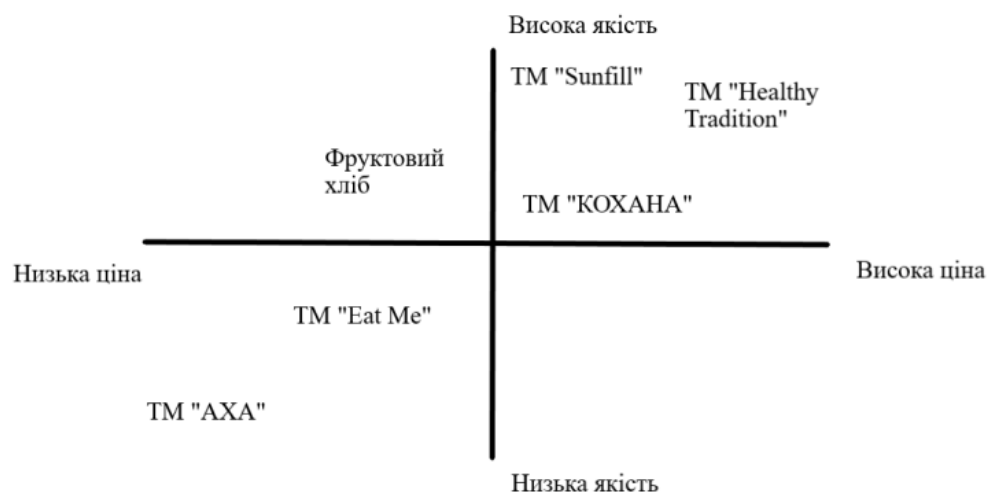 Висока якість
ТМ "Sunfill"
ТМ "Healthy
Tradition"
Фруктовий
хліб
ТМ "КОХАНА"
Низька ціна
Висока ціна
ТМ "Eat Me"
ТМ "АХА"
Низька якість